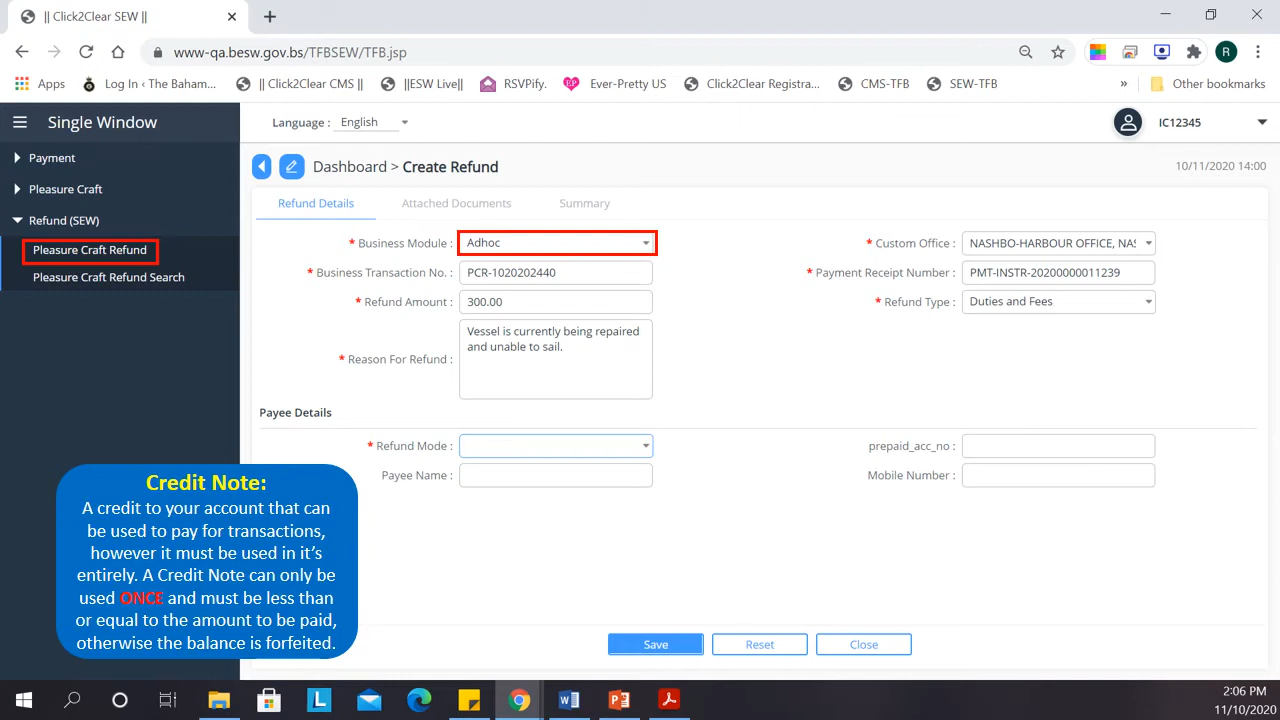 || Click2Clear SEW ||
www-qa.besw.gov.bs/TFBSEW/TFB.jsp
R
Apps
Log In ‹ The Baham...
|| Click2Clear CMS ||
||ESW Live||
RSVPify.
Ever-Pretty US
Click2Clear Registra...
CMS-TFB
SEW-TFB
»
Other bookmarks
Single Window
Language :
English
IC12345
Payment
Pleasure Craft
Refund (SEW)
Pleasure Craft Refund
Pleasure Craft Refund Search
Dashboard > Create Refund
10/11/2020 14:00
Refund Details
Attached Documents
Summary
* Business Module :
Adhoc
* Custom Office :
NASHBO-HARBOUR OFFICE, NAS
* Business Transaction No. :
PCR-1020202440
* Payment Receipt Number :
PMT-INSTR-20200000011239
* Refund Amount :
300.00
* Refund Type :
Duties and Fees
* Reason For Refund :
Vessel is currently being repaired
and unable to sail.
Payee Details
* Refund Mode :
prepaid_acc_no :
Payee Name :
Mobile Number :
Credit Note:
A credit to your account that can
be used to pay for transactions,
however it must be used in it's
entirely. A Credit Note can only be
used ONCE and must be less than
or equal to the amount to be paid,
otherwise the balance is forfeited.
Save
Reset
Close
2:06 PM
11/10/2020